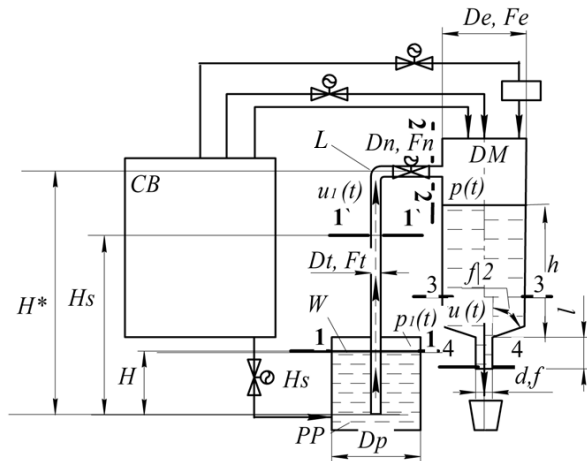 De, Fe
2
L
Dn, Fn
DM
CB
u1 (t)
p(t)
2
1` 1`
Dt, Ft
h
H*
Hs
f|2
3 3
W
p1(t)
u (t)
l
1 1
4 4
H
Hs
d,f
PP
Dp